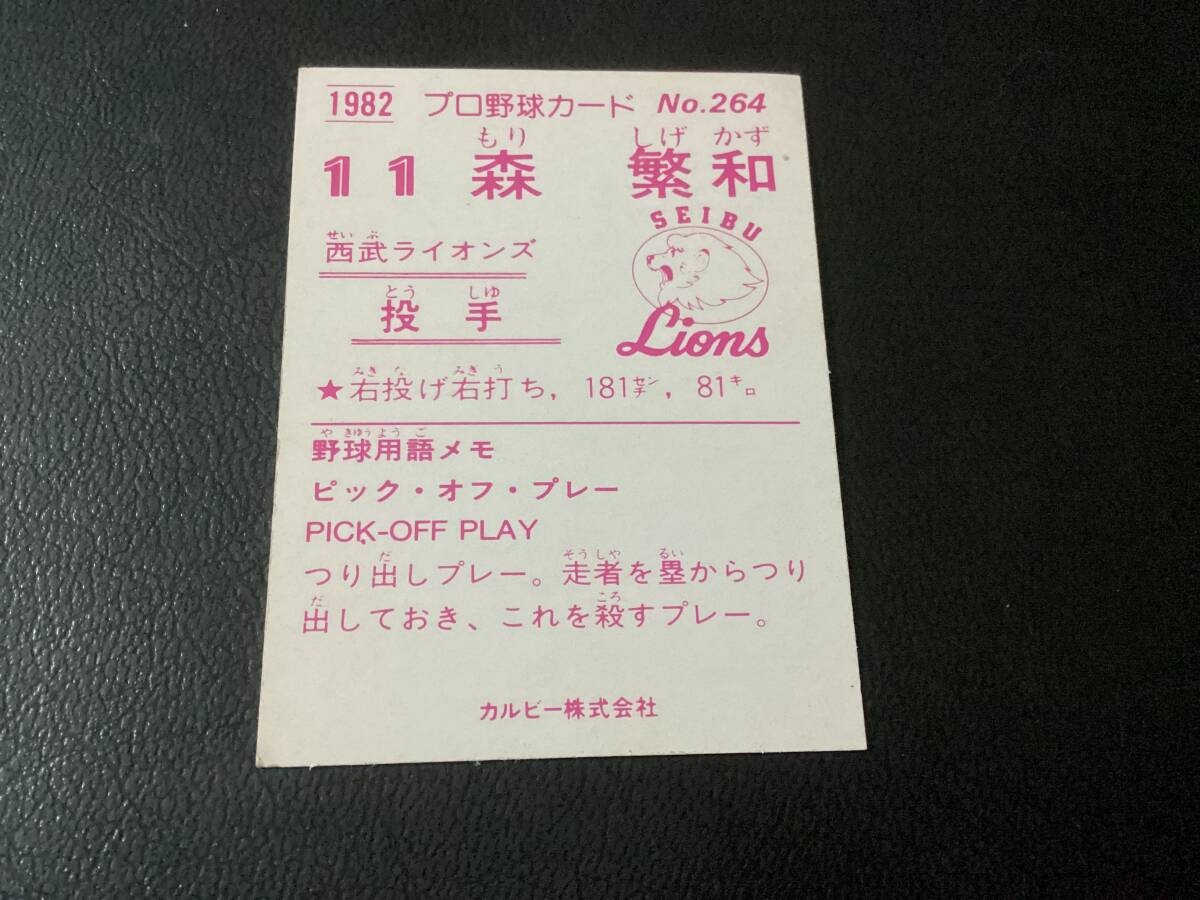 1982 プロ野球カード No.264
もり しげ かず
11 森 繁和
SEIBU
せい ぶ
西武ライオンズ
とう しゆ
投手
Lions
みぎ な みぎ う
★右投げ右打ち, 181センチ, 81キロ
や きゆう よう ご
野球用語メモ
ピック・オフ・プレー
PICK-OFF PLAY
だ そう しや るい
つり出しプレー。走者を塁からつり
だ ころ
出しておき、これを殺すプレー。
カルビー株式会社